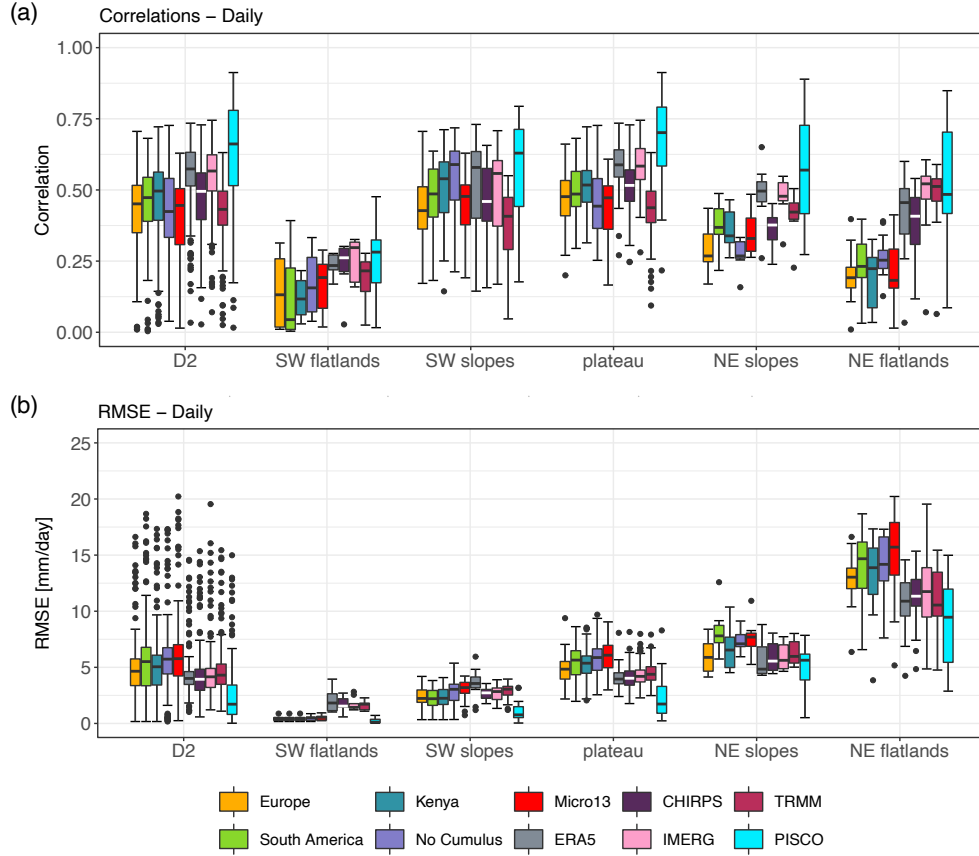 (a)
Correlations – Daily
Correlation
1.00
0.75
0.50
0.25
0.00
D2 SW flatlands SW slopes plateau NE slopes NE flatlands
(b)
RMSE – Daily
RMSE [mm/day]
25
20
15
10
5
0
D2 SW flatlands SW slopes plateau NE slopes NE flatlands
Europe Kenya Micro13 CHIRPS TRMM
South America No Cumulus ERA5 IMERG PISCO